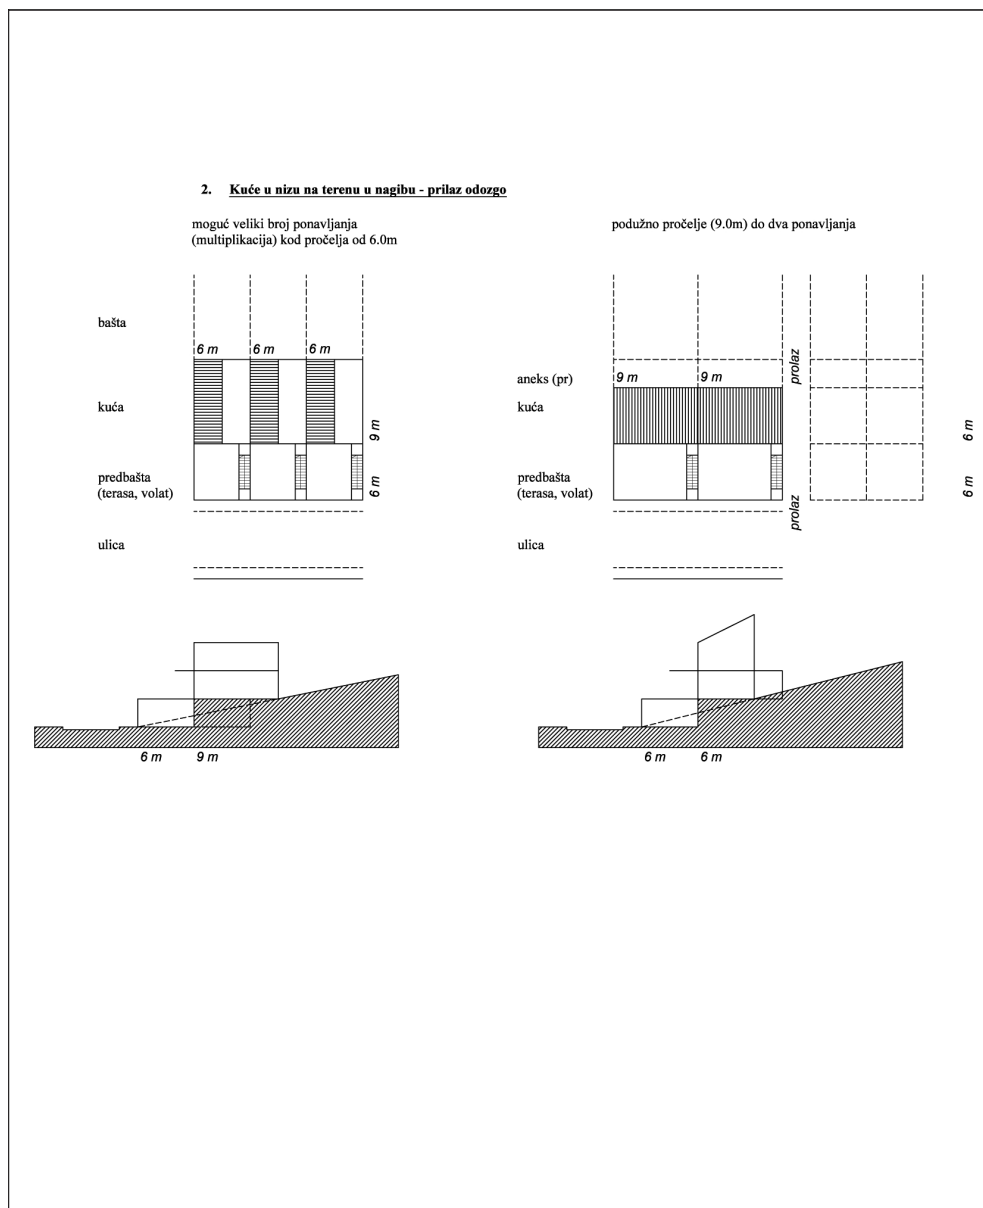 2. Kuće u nizu na terenu u nagibu - prilaz odozgo
moguć veliki broj ponavljanja
(multiplikacija) kod pročelja od 6.0m
bašta
6 m 6 m 6 m
kuća
9 m
predbašta
(terasa, volat)
6 m
ulica
6 m 9 m
podužno pročelje (9.0m) do dva ponavljanja
prolaz
aneks (pr)
9 m 9 m
kuća
6 m
predbašta
(terasa, volat)
6 m
prolaz
ulica
6 m 6 m